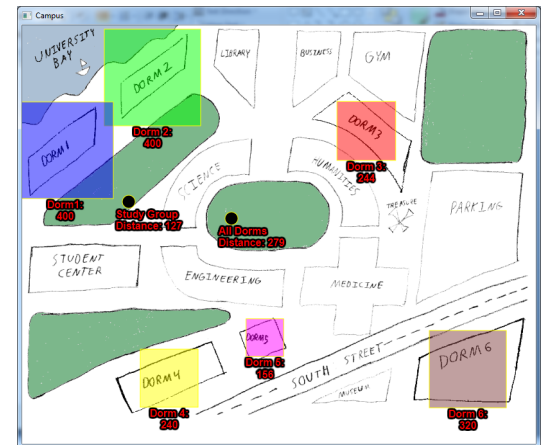 Campus
UNIVERSITY
BAY
LIBRARY
BUSINESS
GYM
DORM 2
Dorm 2:
400
DORM 3
Dorm 3:
244
DORM 1
Dorm1:
400
SCIENCE
HUMANITIES
TREASURE
PARKING
Study Group
Distance: 127
All Dorms
Distance: 279
STUDENT
CENTER
ENGINEERING
MEDICINE
DORM5
Dorm 5:
156
DORM 4
Dorm 4:
240
SOUTH STREET
MUSEUM
DORM 6
Dorm 6:
320